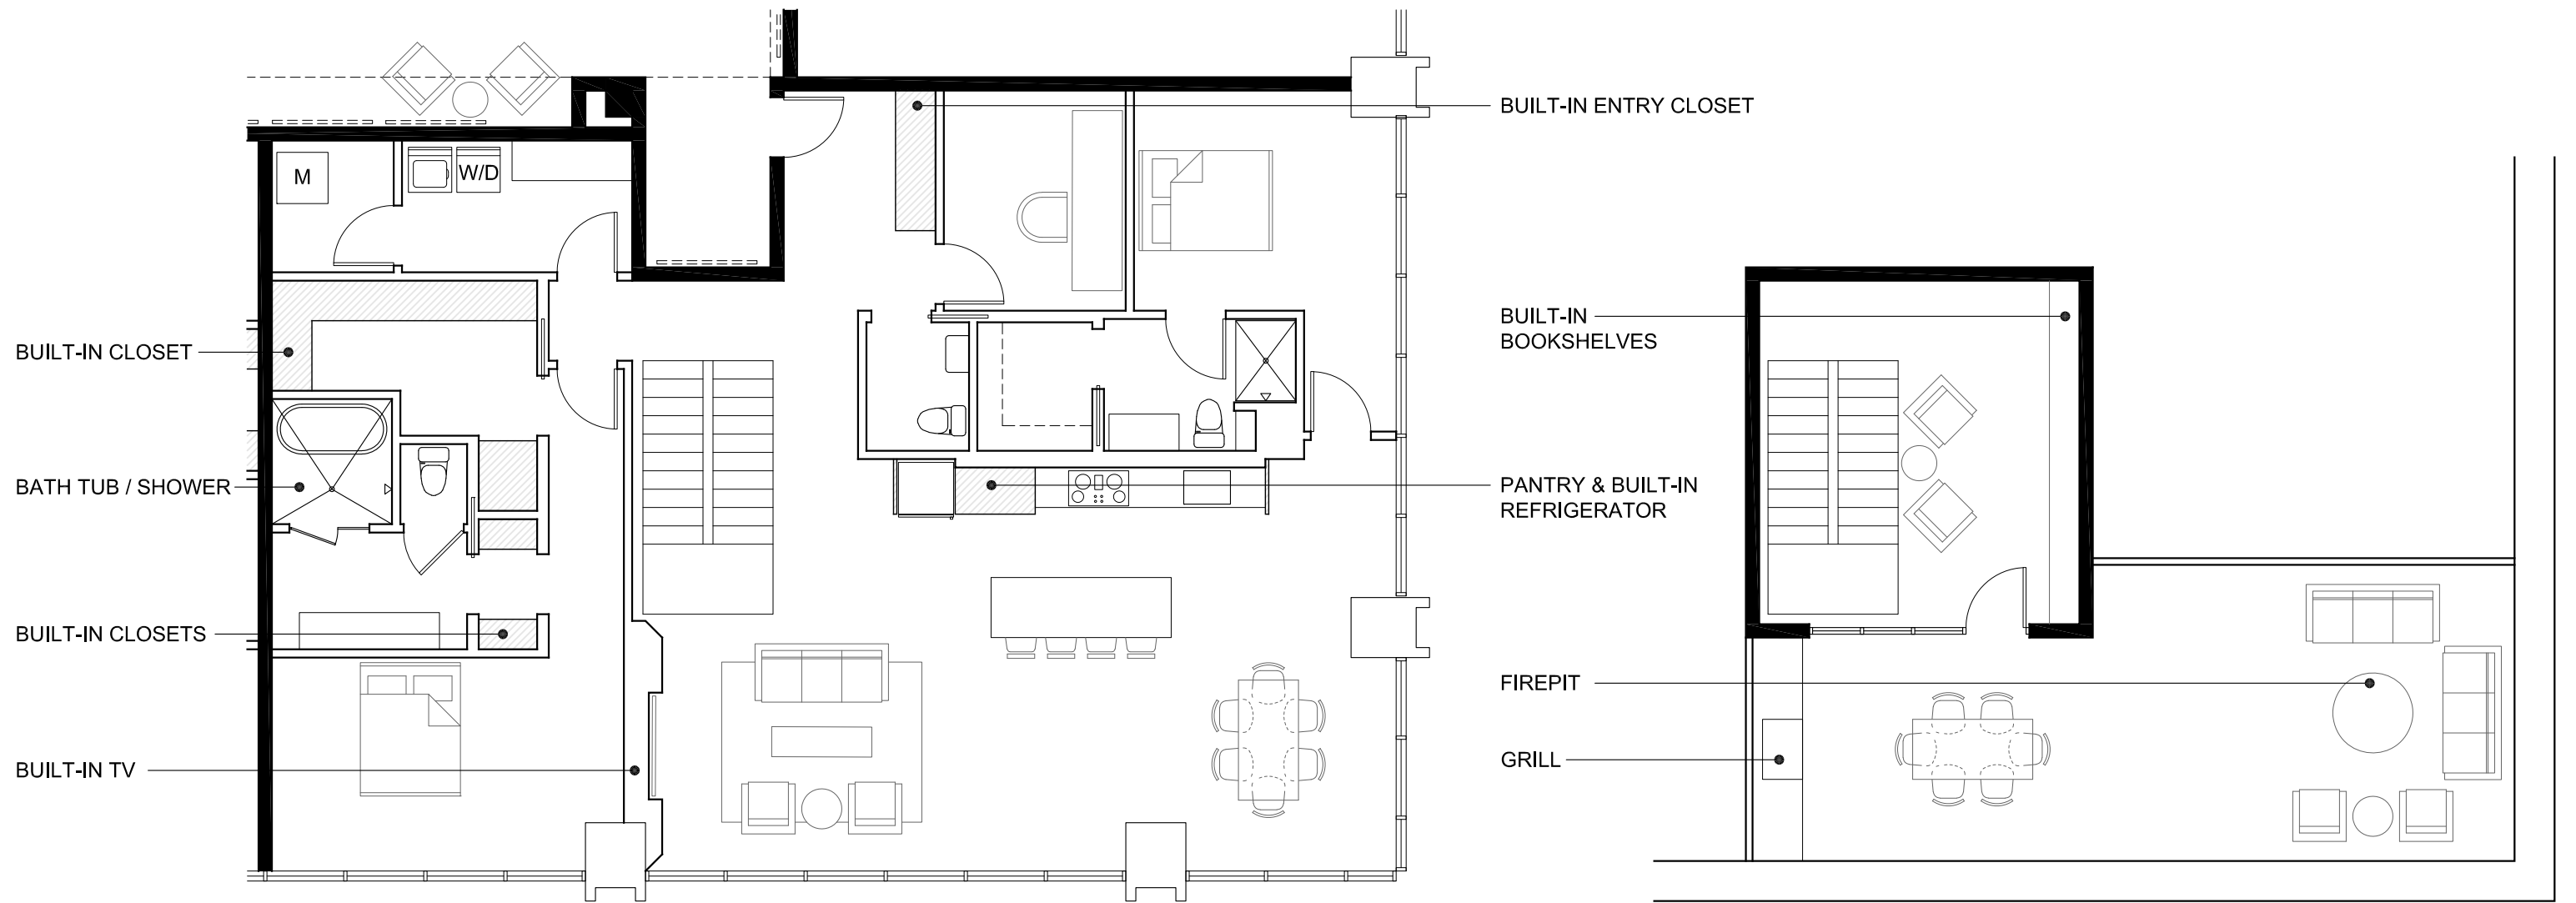 M
W/D
BUILT-IN ENTRY CLOSET
BUILT-IN CLOSET
BUILT-IN
BOOKSHELVES
BATH TUB / SHOWER
PANTRY & BUILT-IN
REFRIGERATOR
BUILT-IN CLOSETS
FIREPIT
BUILT-IN TV
GRILL